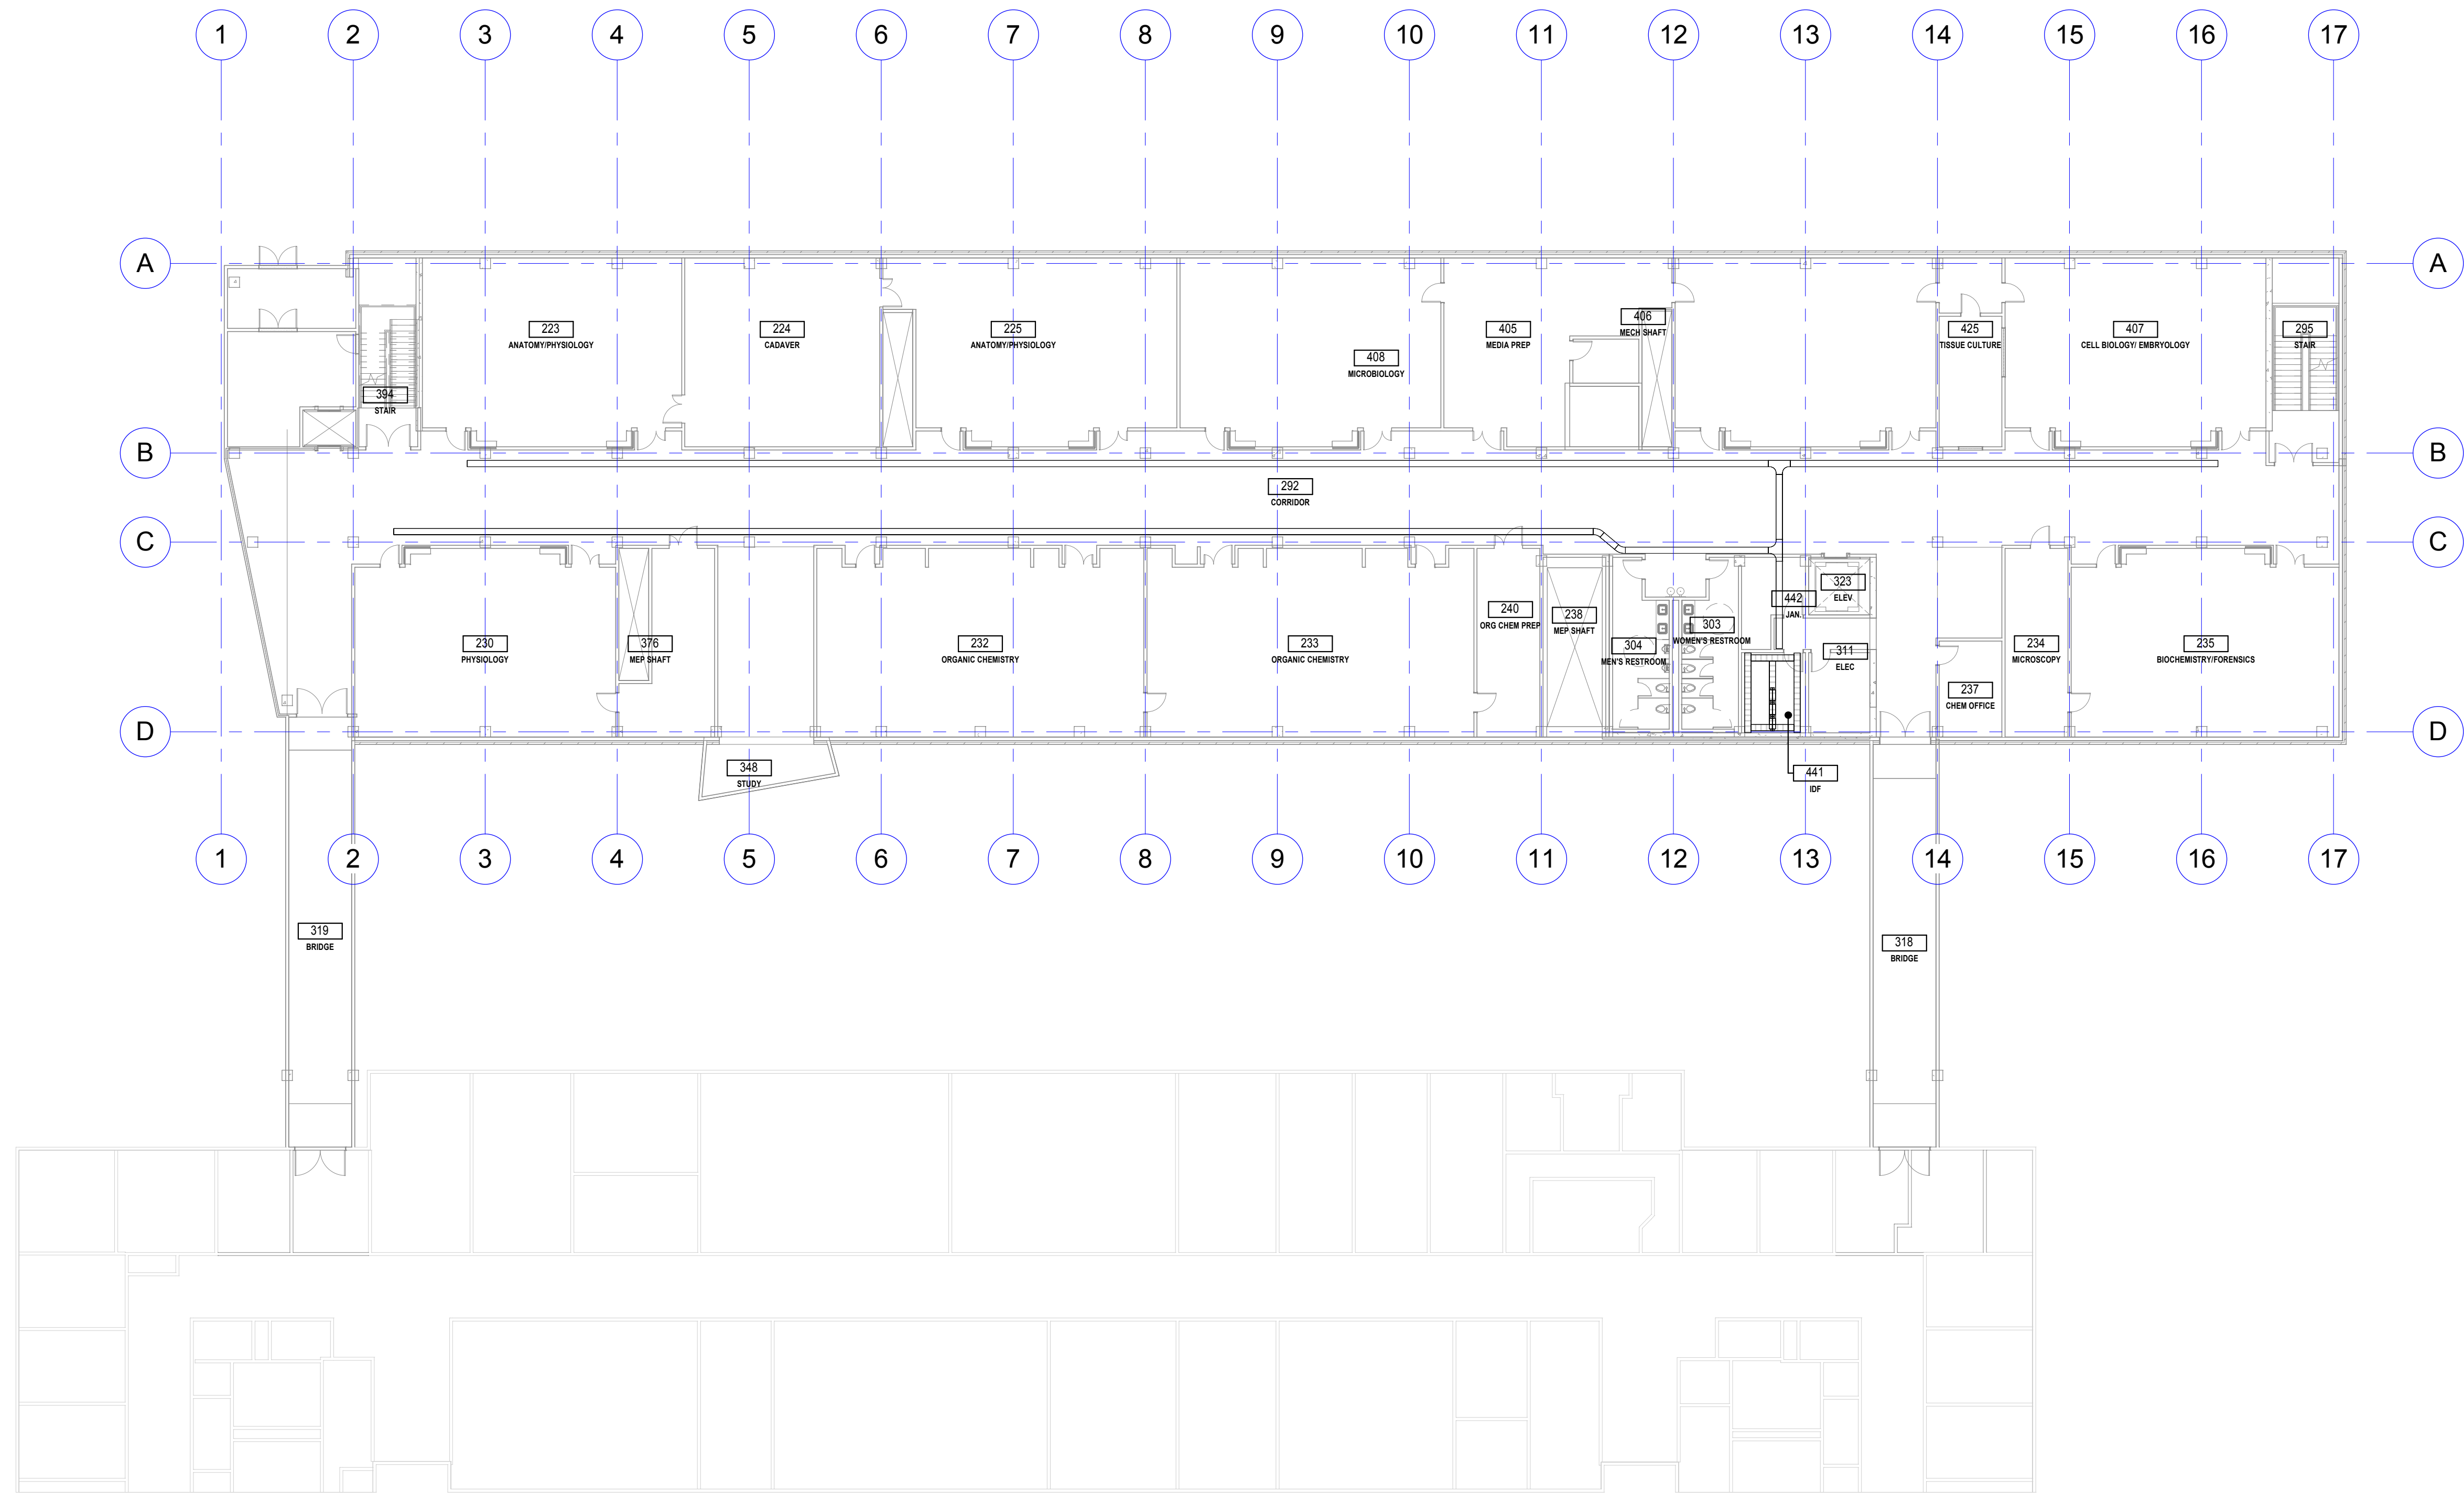 1 2 3 4 5 6 7 8 9 10 11 12 13 14 15 16 17
A A
223
ANATOMY/PHYSIOLOGY
224
CADAVER
225
ANATOMY/PHYSIOLOGY
408
MICROBIOLOGY
405
MEDIA PREP
406
MECH SHAFT
425
TISSUE CULTURE
407
CELL BIOLOGY/ EMBRYOLOGY
295
STAIR
394
STAIR
B B
292
CORRIDOR
C C
230
PHYSIOLOGY
376
MEP SHAFT
232
ORGANIC CHEMISTRY
233
ORGANIC CHEMISTRY
240
ORG CHEM PREP
238
MEP SHAFT
304
MEN'S RESTROOM
303
WOMEN'S RESTROOM
442
JAN.
323
ELEV
311
ELEC
237
CHEM OFFICE
234
MICROSCOPY
235
BIOCHEMISTRY/FORENSICS
D D
348
STUDY
441
IDF
1 2 3 4 5 6 7 8 9 10 11 12 13 14 15 16 17
319
BRIDGE
318
BRIDGE